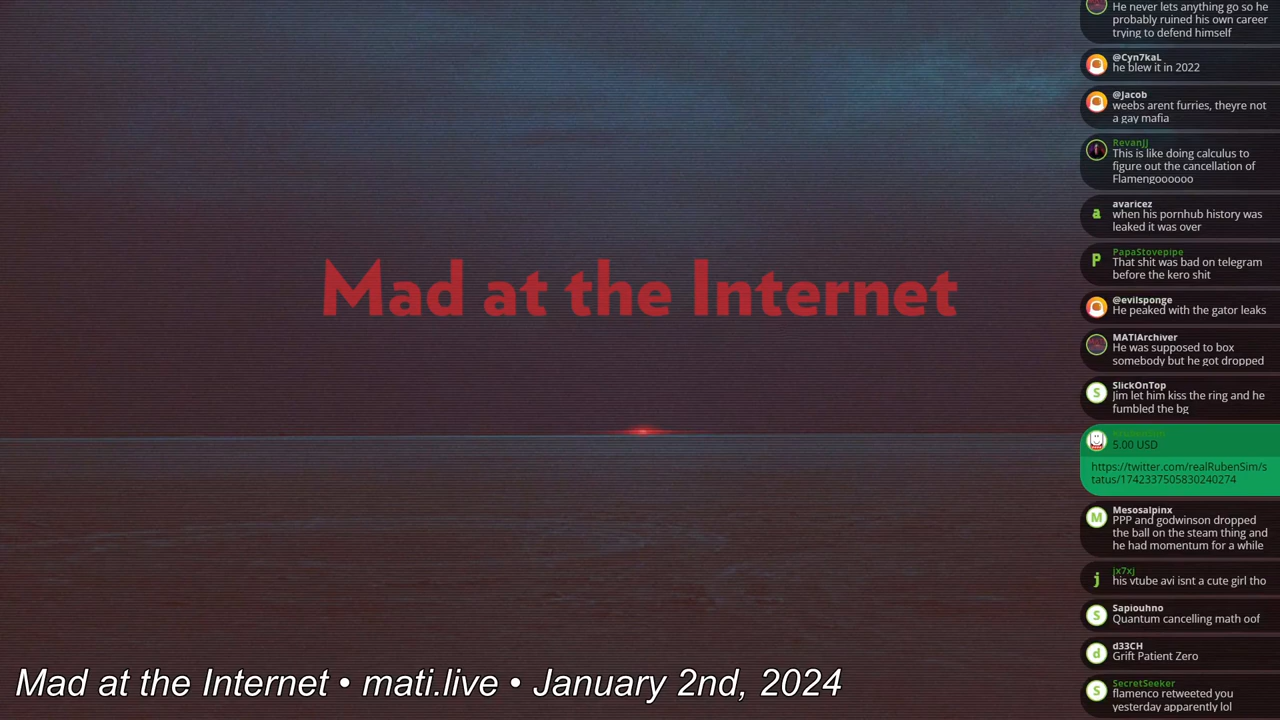 Mad at the Internet
Mad at the Internet • mati.live • January 2nd, 2024
He never lets anything go so he
probably ruined his own career
trying to defend himself
@Cyn7kaL
he blew it in 2022
@Jacob
weebs arent furries, theyre not
a gay mafia
RevanJJ
This is like doing calculus to
figure out the cancellation of
Flamengoooooo
avaricez
when his pornhub history was
leaked it was over
PapaStovepipe
That shit was bad on telegram
before the kero shit
@evilsponge
He peaked with the gator leaks
MATIArchiver
He was supposed to box
somebody but he got dropped
SlickOnTop
Jim let him kiss the ring and he
fumbled the bg
5.00 USD
https://twitter.com/realRubenSim/s
tatus/1742337505830240274
Mesosalpinx
PPP and godwinson dropped
the ball on the steam thing and
he had momentum for a while
jx7xj
his vtube avi isnt a cute girl tho
Sapiouhno
Quantum cancelling math oof
d33CH
Grift Patient Zero
SecretSeeker
flamenco retweeted you
yesterday apparently lol